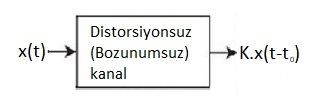 Distorsiyonsuz
x(t) (Bozunumsuz) K.x(t-t₀)
kanal